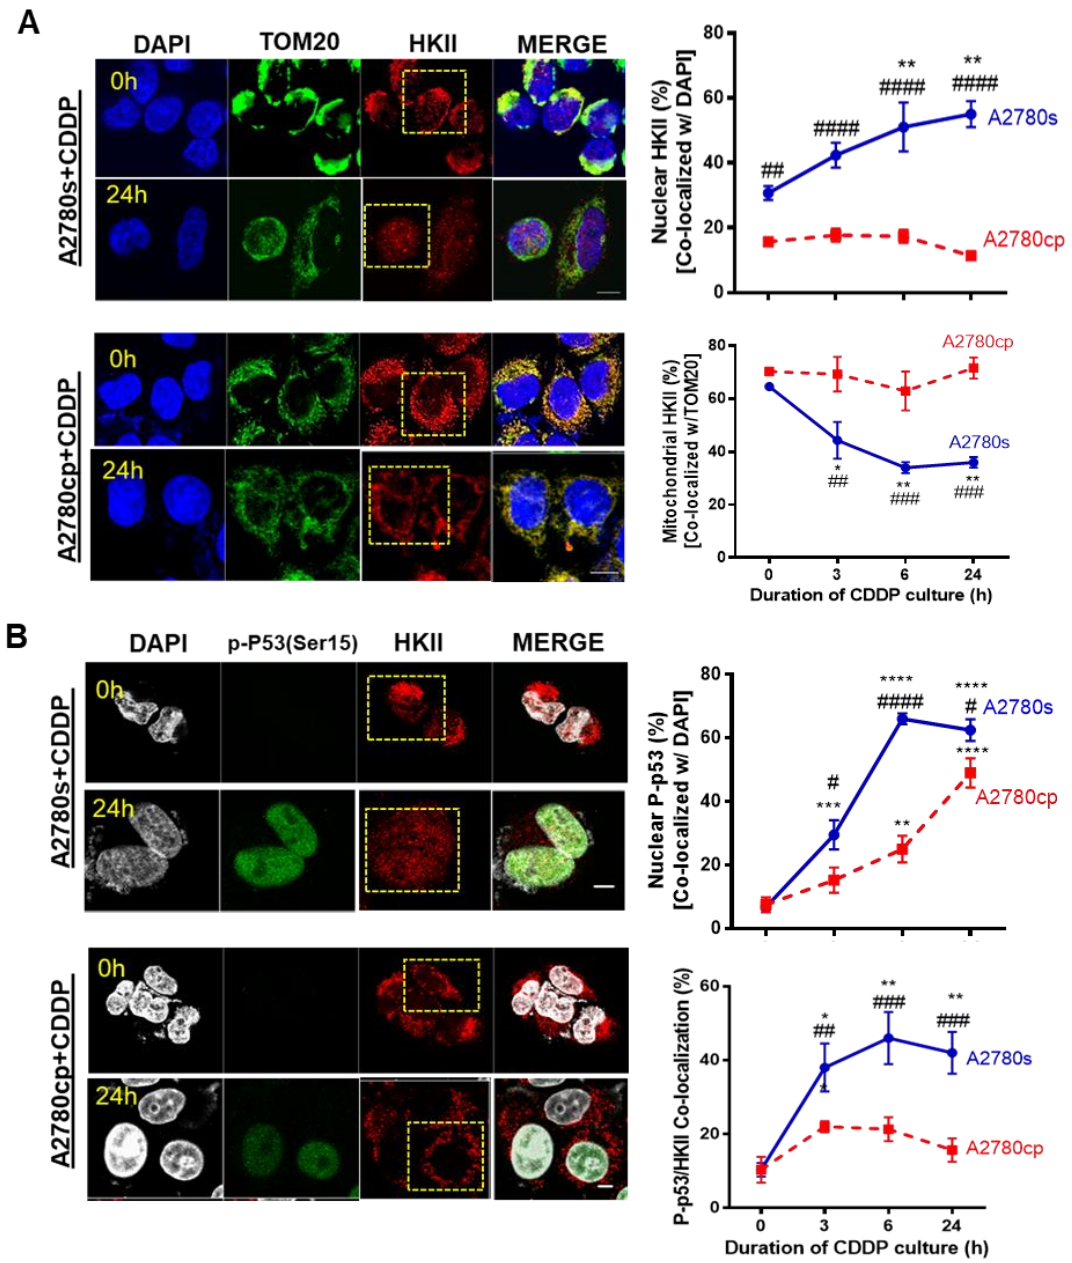 A
DAPI TOM20 HKII MERGE
A2780s+CDDP
0h
24h
A2780cp+CDDP
0h
24h
Nuclear HKII (%)
[Co-localized w/ DAPI]
80
60
40
20
0
##
####
**
####
**
####
A2780s
A2780cp
Mitochondrial HKII (%)
[Co-localized w/TOM20]
80
60
40
20
0
A2780cp
A2780s
*
##
**
###
**
###
0 3 6 24
Duration of CDDP culture (h)
B
DAPI p-P53(Ser15) HKII MERGE
A2780s+CDDP
0h
24h
A2780cp+CDDP
0h
24h
Nuclear P-p53 (%)
[Co-localized w/ DAPI]
80
60
40
20
0
#
***
****
####
****
#
A2780s
**
****
A2780cp
P-p53/HKII Co-localization (%)
60
40
20
0
*
##
**
###
**
###
A2780s
A2780cp
0 3 6 24
Duration of CDDP culture (h)